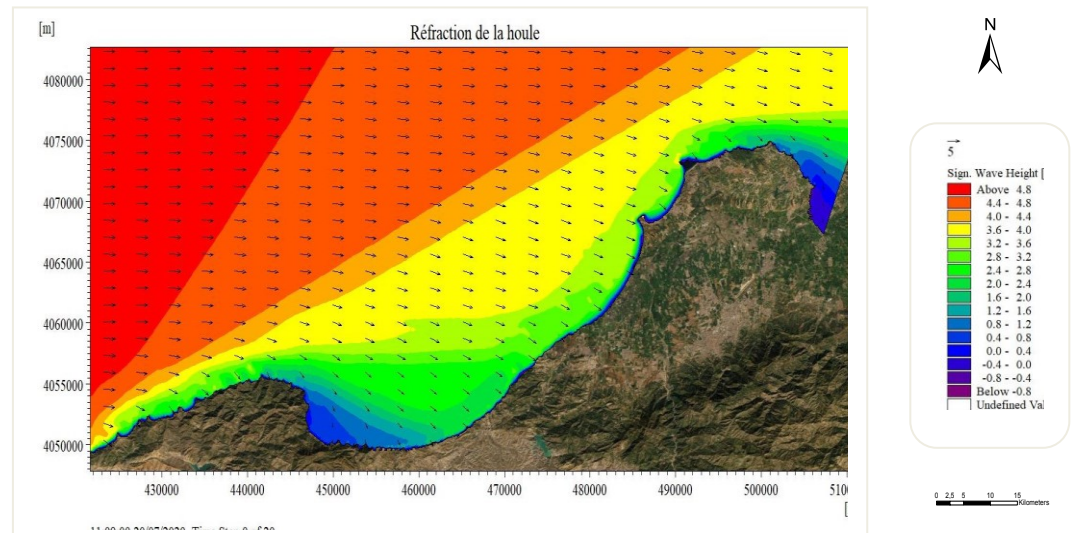 Réfraction de la houle
[m]
4080000
4075000
4070000
4065000
4060000
4055000
4050000
430000 440000 450000 460000 470000 480000 490000 500000 510
[
N
5
Sign. Wave Height [
Above 4.8
4.4 - 4.8
4.0 - 4.4
3.6 - 4.0
3.2 - 3.6
2.8 - 3.2
2.4 - 2.8
2.0 - 2.4
1.6 - 2.0
1.2 - 1.6
0.8 - 1.2
0.4 - 0.8
0.0 - 0.4
-0.4 - 0.0
-0.8 - -0.4
Below -0.8
Undefined Val
0 2,5 5 10 15
Kilometers